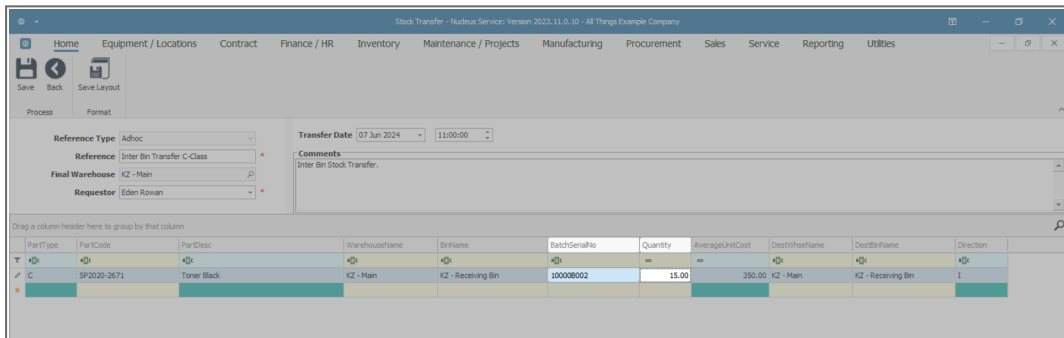 Stock Transfer - Nucleus Service: Version 2023.11.0.10 - All Things Example Company
Home Equipment / Locations Contract Finance / HR Inventory Maintenance / Projects Manufacturing Procurement Sales Service Reporting Utilities
Save Back Save Layout
Process Format
Reference Type Adhoc
Transfer Date 07 Jun 2024 11:00:00
Reference Inter Bin Transfer C-Class *
Comments
Inter Bin Stock Transfer.
Final Warehouse KZ - Main
Requestor Eden Rowan *
Drag a column header here to group by that column
PartType PartCode PartDesc WarehouseName BinName BatchSerialNo Quantity AverageUnitCost DestWhseName DestBinName Direction
= =
C SP2020-2671 Toner Black KZ - Main KZ - Receiving Bin 10000B002 15.00 350.00 KZ - Main KZ - Receiving Bin I